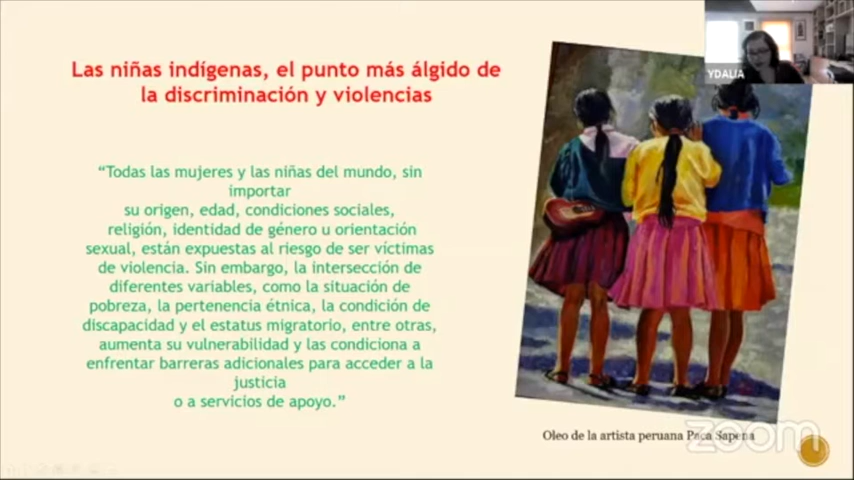 YDALIA
Las niñas indígenas, el punto más álgido de
la discriminación y violencias
“Todas las mujeres y las niñas del mundo, sin
importar
su origen, edad, condiciones sociales,
religión, identidad de género u orientación
sexual, están expuestas al riesgo de ser víctimas
de violencia. Sin embargo, la intersección de
diferentes variables, como la situación de
pobreza, la pertenencia étnica, la condición de
discapacidad y el estatus migratorio, entre otras,
aumenta su vulnerabilidad y las condiciona a
enfrentar barreras adicionales para acceder a la
justicia
o a servicios de apoyo.”
Oleo de la artista peruana Paca Sapena
zoom